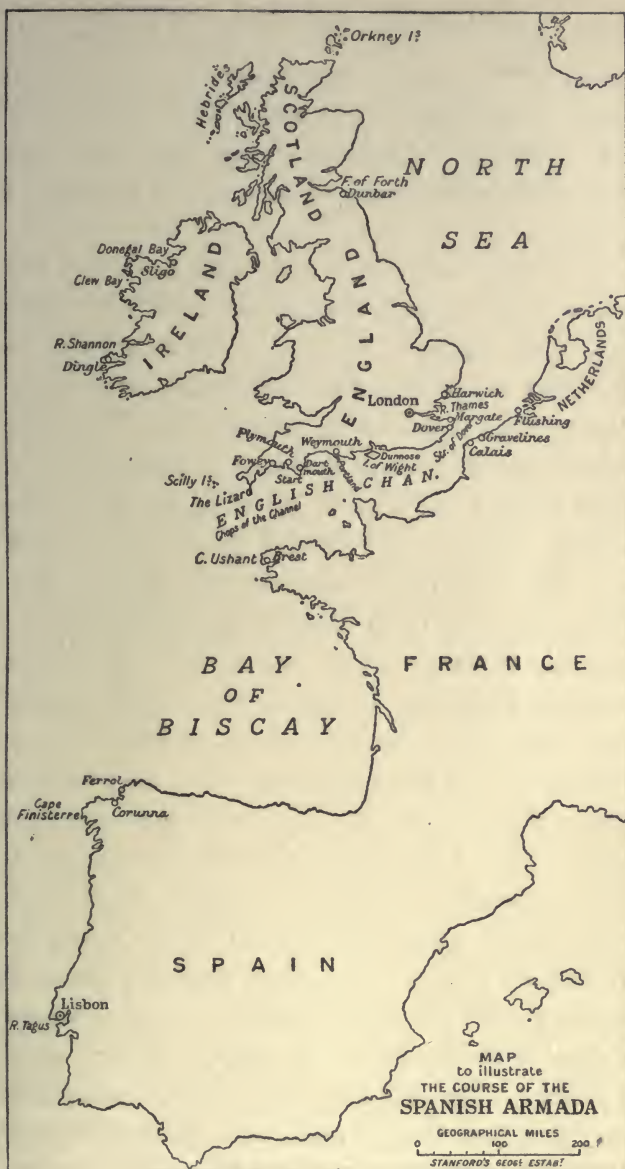 Orkney Iˢ
Hebrides
SCOTLAND
NORTH
SEA
F. of Forth
Dunbar
Donegal Bay
Sligo
Clew Bay
IRELAND
R. Shannon
Dingle
ENGLAND
London
Harwich
R. Thames
Margate
Dover
Str. of Dover
NETHERLANDS
Flushing
Gravelines
Calais
Plymouth
Weymouth
Fowey
Dart
mouth
Start
Portland
Dunnose
I. of Wight
Scilly Iˢ
The Lizard
ENGLISH CHAN.
Chops of the Channel
C. Ushant
Brest
BAY
OF
BISCAY
FRANCE
Ferrol
Cape
Finisterre
Corunna
SPAIN
Lisbon
R. Tagus
MAP
to illustrate
THE COURSE OF THE
SPANISH ARMADA
GEOGRAPHICAL MILES
0 100 200
STANFORD'S GEOGˡ ESTABᵀ